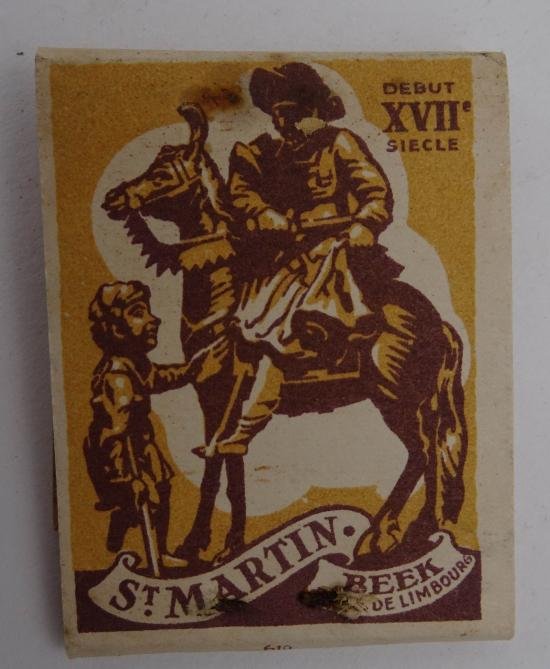 DEBUT
XVIIe
SIECLE
ST. MARTIN.
BEEK
DE LIMBOURG